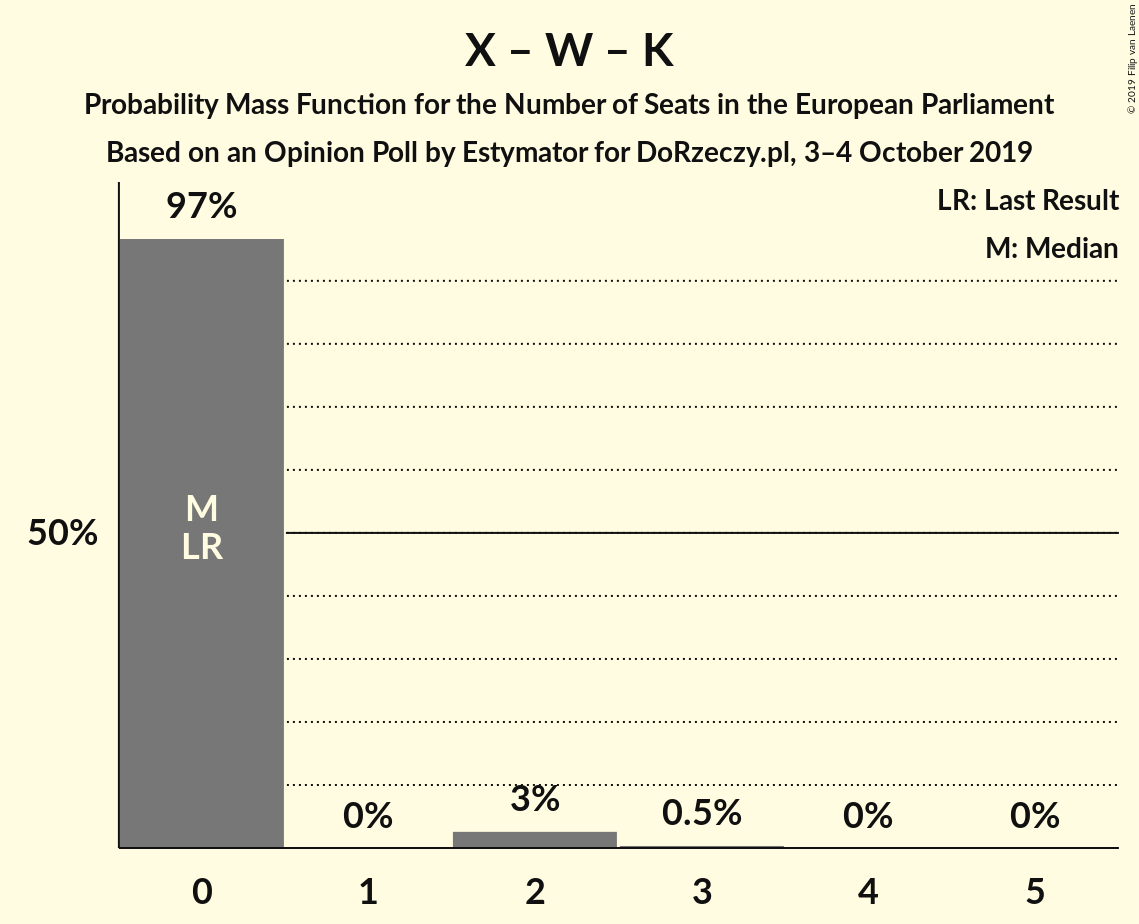 X – W – K
Probability Mass Function for the Number of Seats in the European Parliament
Based on an Opinion Poll by Estymator for DoRzeczy.pl, 3–4 October 2019
© 2019 Filip van Laenen
LR: Last Result
M: Median
97%
M
LR
50%
0%
3%
0.5%
0%
0%
0
1
2
3
4
5